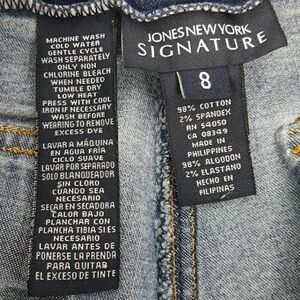 MACHINE WASH
COLD WATER
GENTLE CYCLE
WASH SEPARATELY
ONLY NON
CHLORINE BLEACH
WHEN NEEDED
TUMBLE DRY
LOW HEAT
PRESS WITH COOL
IRON IF NECESSARY
WASH BEFORE
WEARING TO REMOVE
EXCESS DYE
LAVAR A MÁQUINA
EN AGUA FRÍA
CICLO SUAVE
LAVAR POR SEPARADO
SOLO BLANQUEADOR
SIN CLORO
CUANDO SEA
NECESARIO
SECAR EN SECADORA
CALOR BAJO
PLANCHAR CON
PLANCHA TIBIA SI ES
NECESARIO
LAVAR ANTES DE
PONERSE LA PRENDA
PARA QUITAR
EL EXCESO DE TINTE
JONES NEW YORK
SIGNATURE
8
98% COTTON
2% SPANDEX
RN 54050
CA 08349
MADE IN
PHILIPPINES
98% ALGODON
2% ELASTANO
HECHO EN
FILIPINAS